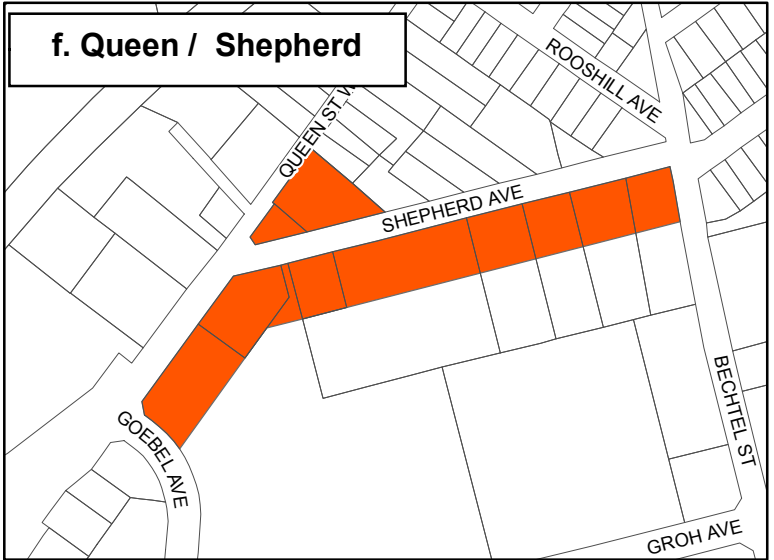 f. Queen / Shepherd
ROOSHILL AVE
QUEEN ST W
SHEPHERD AVE
GOEBEL AVE
BECHTEL ST
GROH AVE